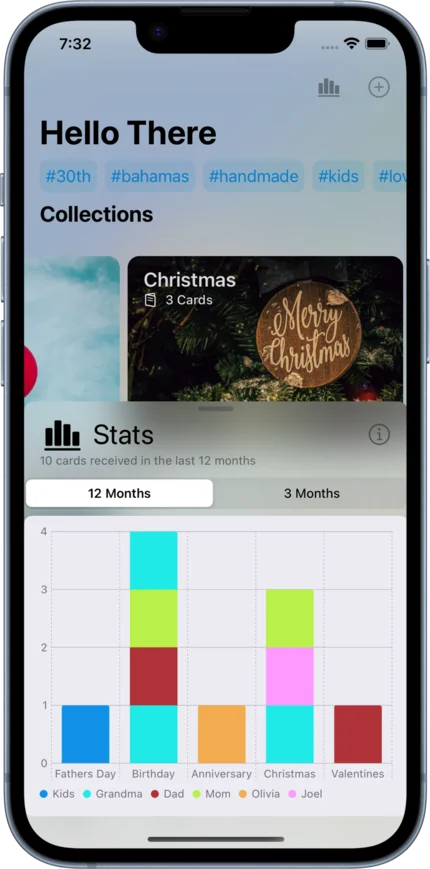 7:32
Hello There
#30th #bahamas #handmade #kids #lov
Collections
Christmas
3 Cards
Merry
Christmas
Stats
10 cards received in the last 12 months
12 Months 3 Months
4
3
2
1
0
Fathers Day Birthday Anniversary Christmas Valentines
Kids Grandma Dad Mom Olivia Joel